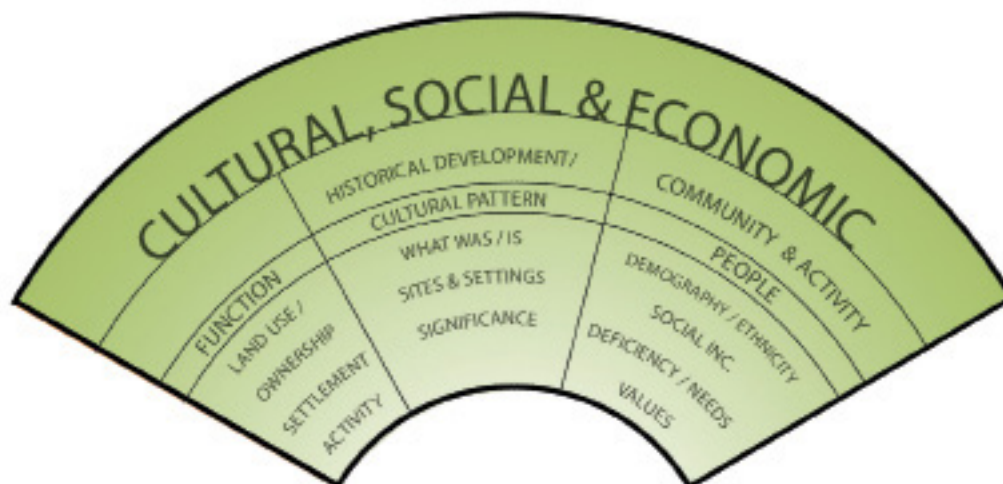 CULTURAL, SOCIAL & ECONOMIC
FUNCTION
LAND USE /
OWNERSHIP
SETTLEMENT
ACTIVITY
HISTORICAL DEVELOPMENT/
CULTURAL PATTERN
WHAT WAS / IS
SITES & SETTINGS
SIGNIFICANCE
COMMUNITY & ACTIVITY
PEOPLE
DEMOGRAPHY / ETHNICITY
SOCIAL INC.
DEFICIENCY / NEEDS
VALUES